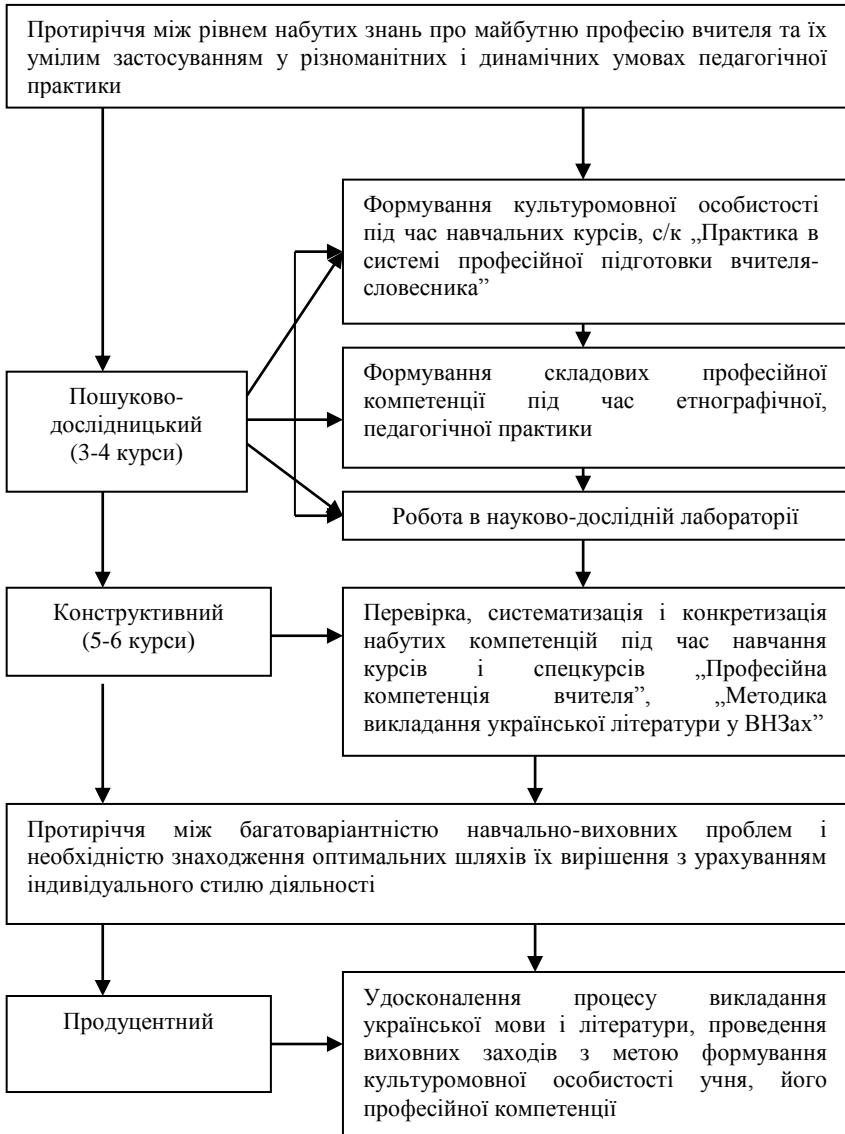 Протиріччя між рівнем набутих знань про майбутню професію вчителя та їх
умілим застосуванням у різноманітних і динамічних умовах педагогічної
практики
Формування культуромовної особистості
під час навчальних курсів, с/к „Практика в
системі професійної підготовки вчителя-
словесника”
Пошуково-
дослідницький
(3-4 курси)
Формування складових професійної
компетенції під час етнографічної,
педагогічної практики
Робота в науково-дослідній лабораторії
Конструктивний
(5-6 курси)
Перевірка, систематизація і конкретизація
набутих компетенцій під час навчання
курсів і спецкурсів „Професійна
компетенція вчителя”, „Методика
викладання української літератури у ВНЗах”
Протиріччя між багатоваріантністю навчально-виховних проблем і
необхідністю знаходження оптимальних шляхів їх вирішення з урахуванням
індивідуального стилю діяльності
Продуцентний
Удосконалення процесу викладання
української мови і літератури, проведення
виховних заходів з метою формування
культуромовної особистості учня, його
професійної компетенції